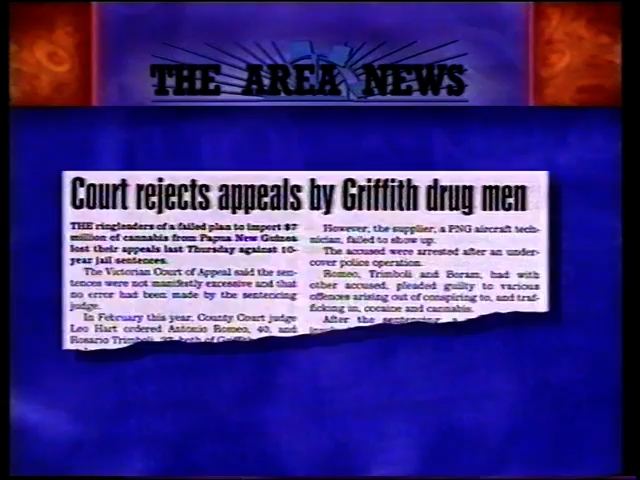 THE AREA NEWS
Court rejects appeals by Griffith drug men
THE ringleaders of a failed plan to import $7
million of cannabis from Papua New Guinea
lost their appeals last Thursday against 10-
year jail sentences.
The Victorian Court of Appeal said the sen-
tences were not manifestly excessive and that
no error had been made by the sentencing
judge.
In February this year, County Court judge
Leo Hart ordered Antonio Romeo, 40, and
Rosario Trimboli, 37, both of
However, the supplier, a PNG aircraft tech-
nician, failed to show up.
The accused were arrested after an under-
cover police operation.
Romeo, Trimboli and Boram, had with
other accused, pleaded guilty to various
offences arising out of conspiring to, and traf-
ficking in, cocaine and cannabis.
After the sentencing, a